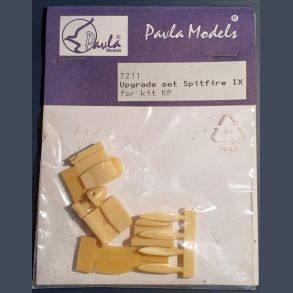 Pavla
Models
Pavla Models®
7211
Upgrade set Spitfire IX
for kit KP